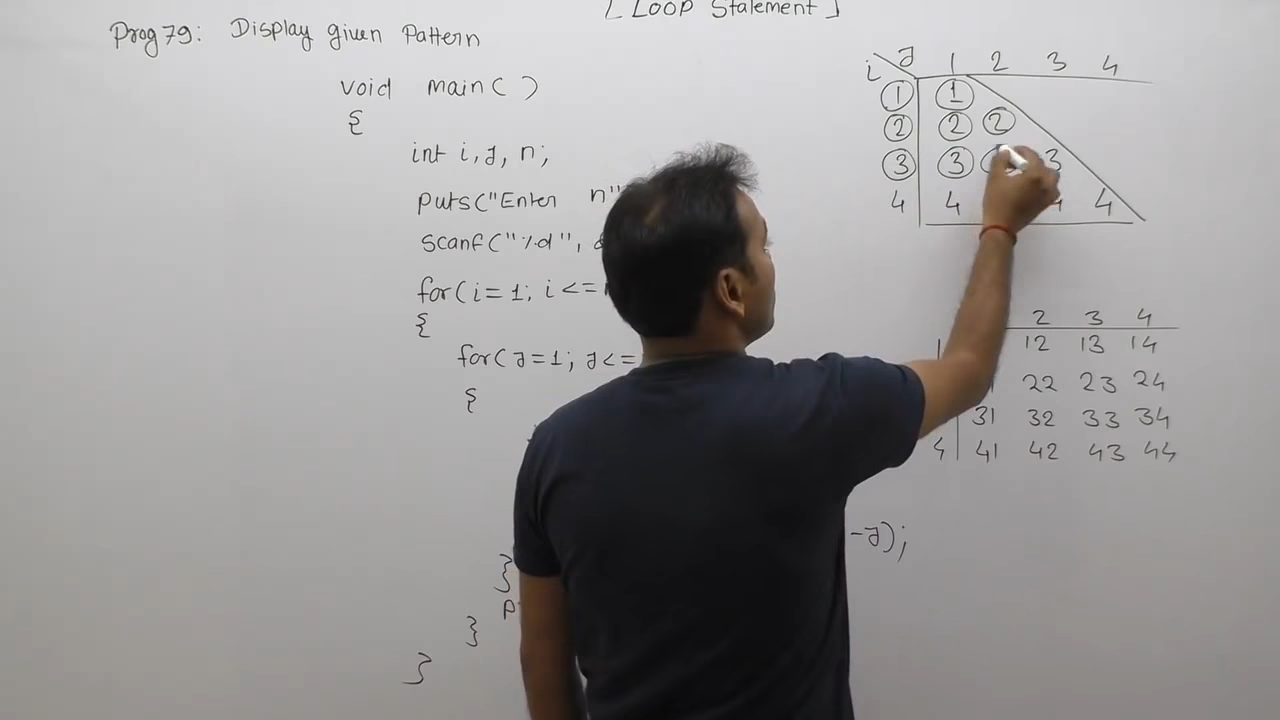 [ Loop Statement ]
Prog 79: Display given Pattern
void main( )
{
int i, j, n;
puts("Enter n"
scanf("%d",
for(i=1; i<=
{
for(j=1; j<=
{
-j);
}
}
}
i j 1 2 3 4
1 1
2 2 2
3 3 3
4 4 4 4
2 3 4
1 12 13 14
22 23 24
31 32 33 34
4 41 42 43 44